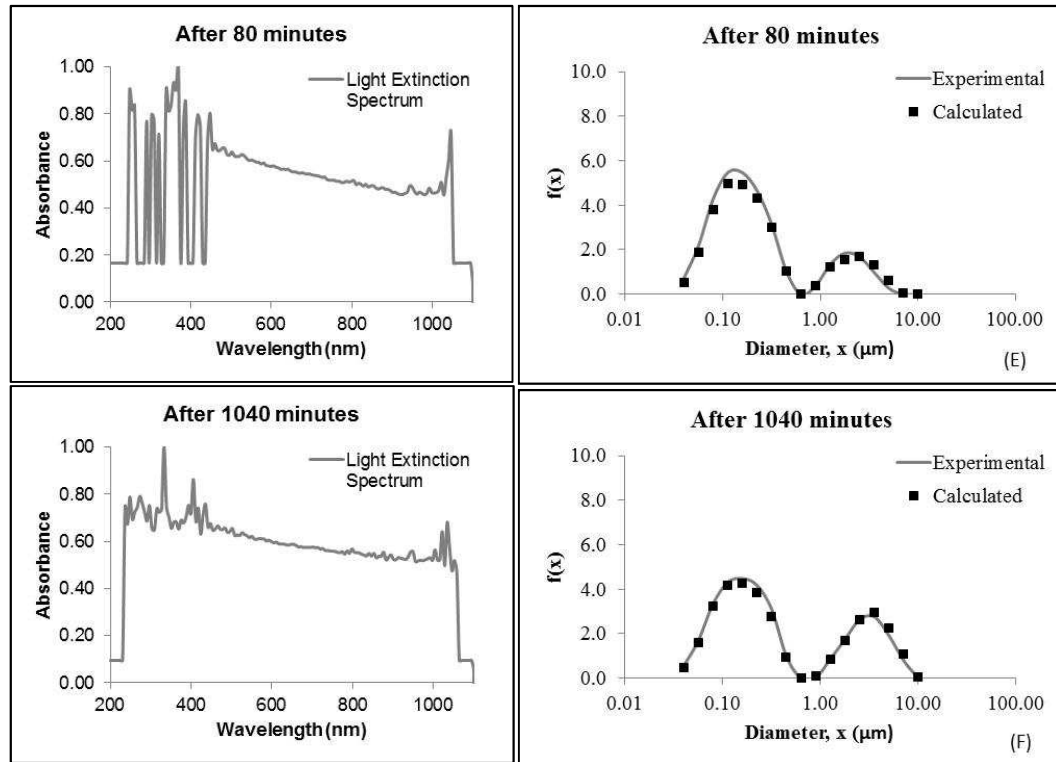 After 80 minutes
1.00
0.80
0.60
0.40
0.20
0.00
Absorbance
Light Extinction
Spectrum
200 400 600 800 1000
Wavelength (nm)
After 80 minutes
10.0
8.0
6.0
4.0
2.0
0.0
f(x)
Experimental
Calculated
0.01 0.10 1.00 10.00 100.00
Diameter, x (μm)
(E)
After 1040 minutes
1.00
0.80
0.60
0.40
0.20
0.00
Absorbance
Light Extinction
Spectrum
200 400 600 800 1000
Wavelength (nm)
After 1040 minutes
10.0
8.0
6.0
4.0
2.0
0.0
f(x)
Experimental
Calculated
0.01 0.10 1.00 10.00 100.00
Diameter, x (μm)
(F)